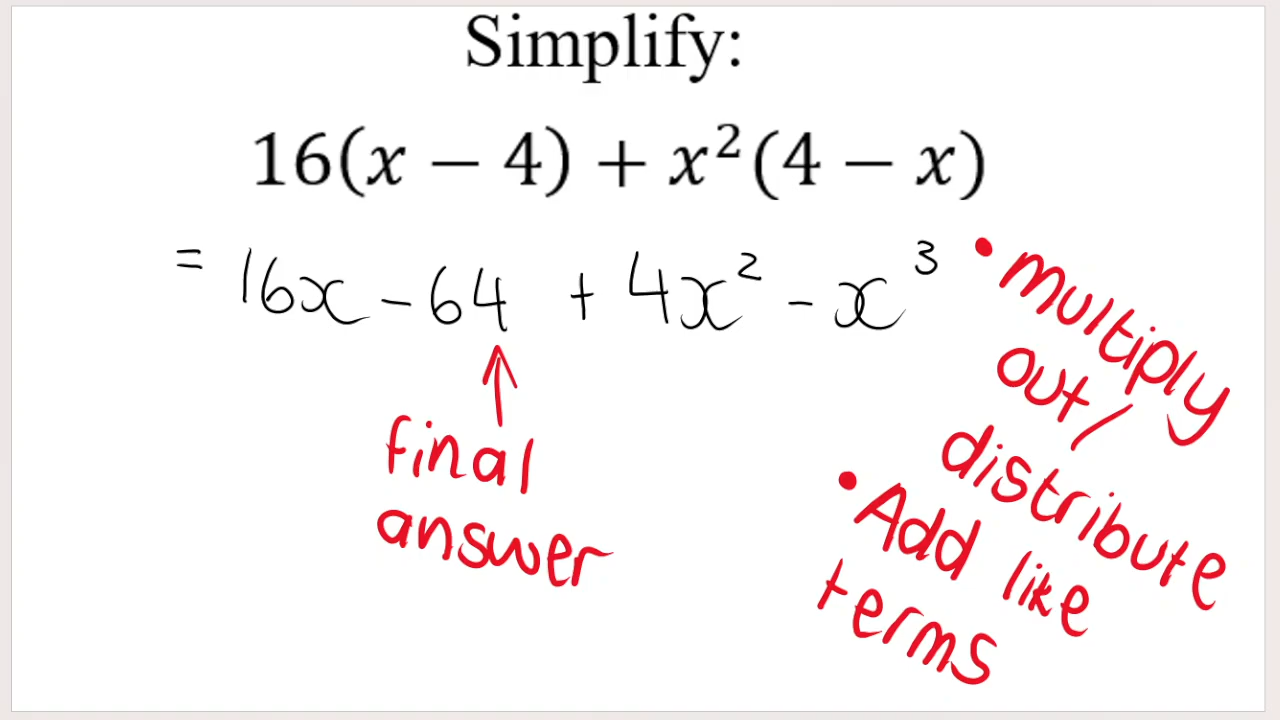 Simplify:
16(x − 4) + x²(4 − x)
= 16x − 64 + 4x² − x³
final
answer
• multiply
out/
distribute
• Add like
terms